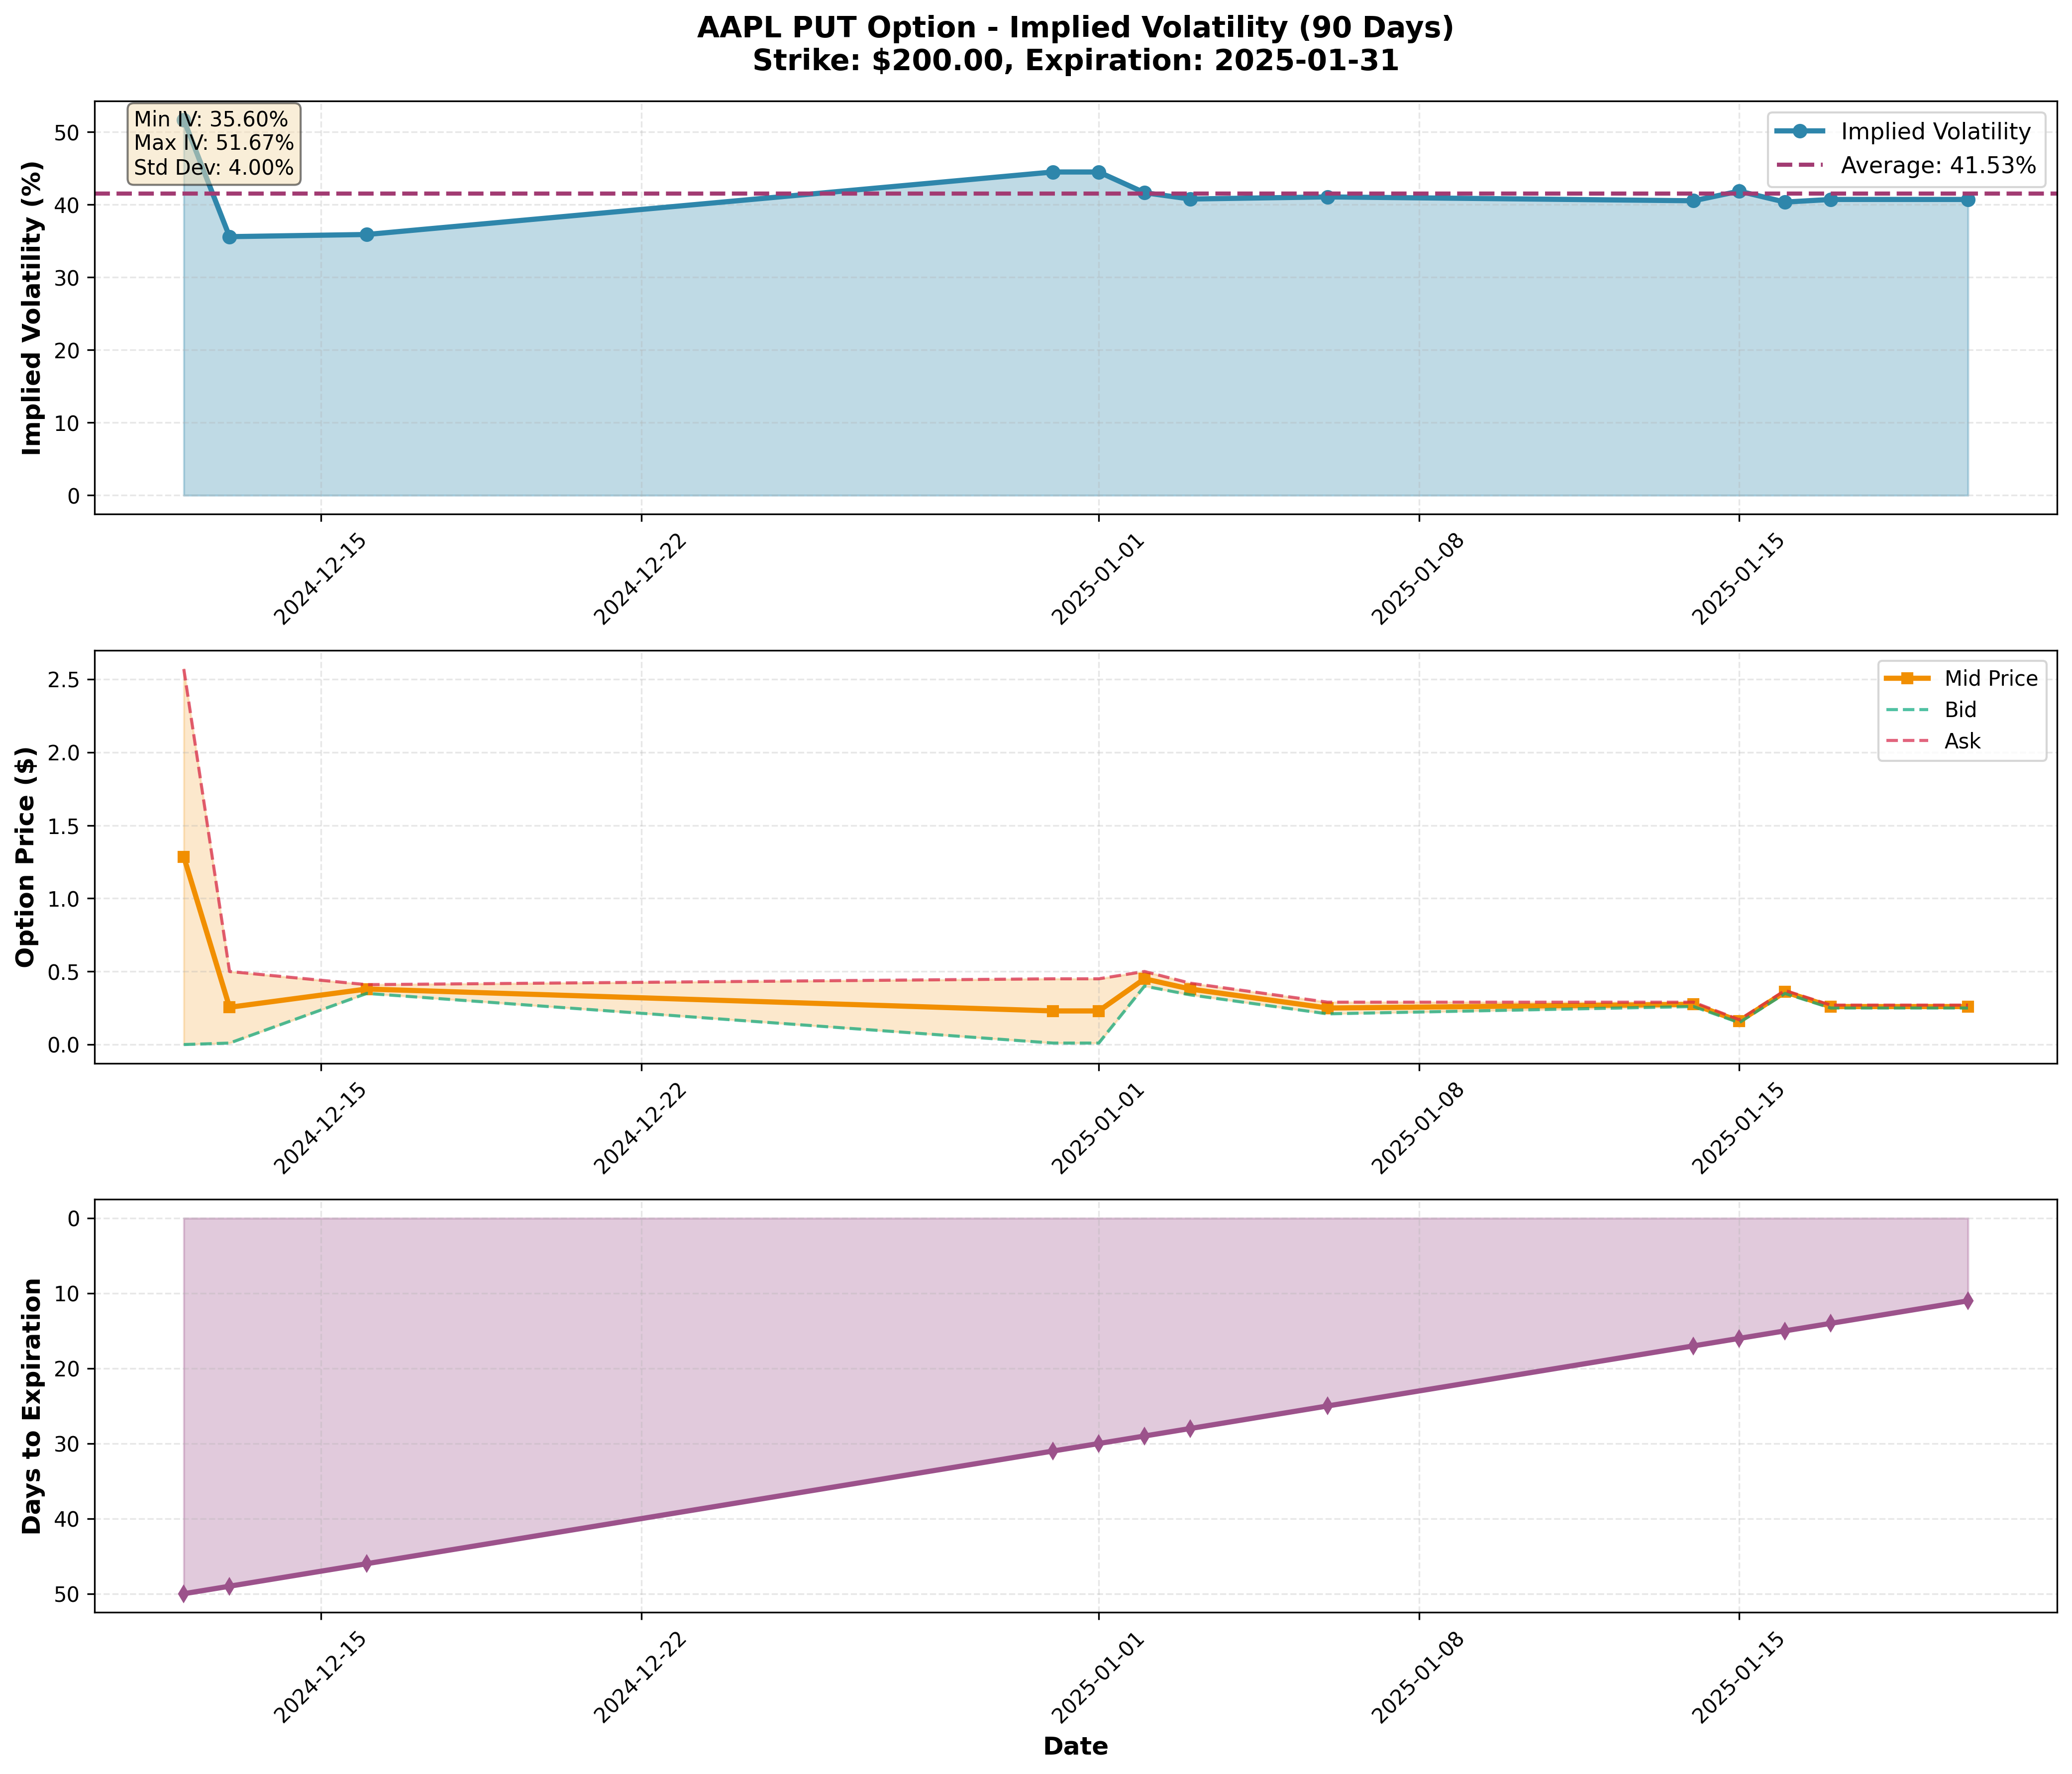 AAPL PUT Option - Implied Volatility (90 Days)
Strike: $200.00, Expiration: 2025-01-31
Implied Volatility (%)
50
40
30
20
10
0
Min IV: 35.60%
Max IV: 51.67%
Std Dev: 4.00%
Implied Volatility
Average: 41.53%
2024-12-15
2024-12-22
2025-01-01
2025-01-08
2025-01-15
Option Price ($)
2.5
2.0
1.5
1.0
0.5
0.0
Mid Price
Bid
Ask
2024-12-15
2024-12-22
2025-01-01
2025-01-08
2025-01-15
Days to Expiration
0
10
20
30
40
50
2024-12-15
2024-12-22
2025-01-01
2025-01-08
2025-01-15
Date